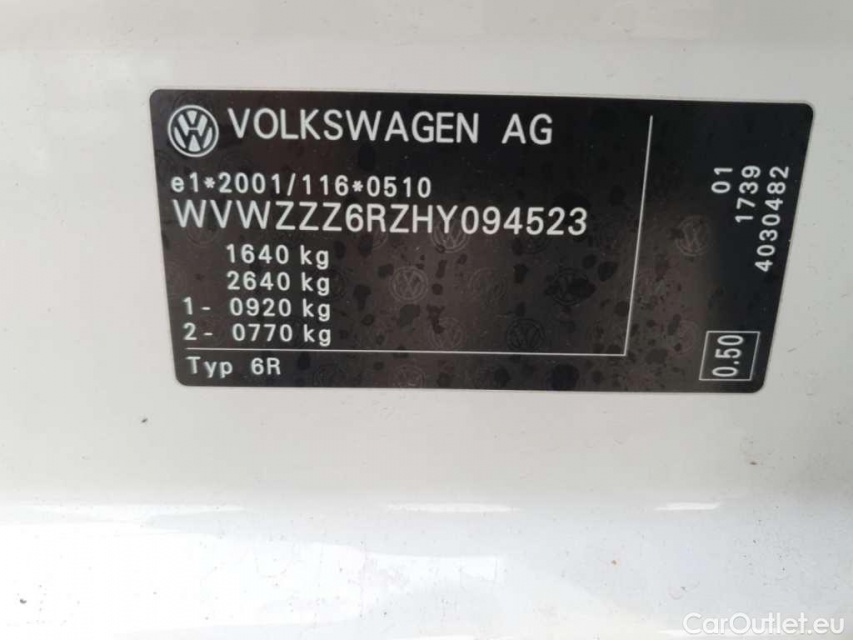 VOLKSWAGEN AG
e1*2001/116*0510
WVWZZZ6RZHY094523
1640 kg
2640 kg
1- 0920 kg
2- 0770 kg
Typ 6R
01
1739
4030482
0.50
CarOutlet.eu